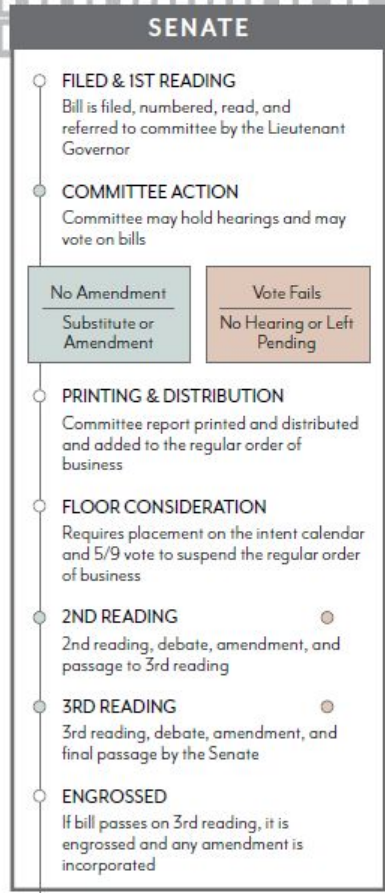 SENATE
FILED & 1ST READING
Bill is filed, numbered, read, and
referred to committee by the Lieutenant
Governor
COMMITTEE ACTION
Committee may hold hearings and may
vote on bills
No Amendment
Substitute or
Amendment
Vote Fails
No Hearing or Left
Pending
PRINTING & DISTRIBUTION
Committee report printed and distributed
and added to the regular order of
business
FLOOR CONSIDERATION
Requires placement on the intent calendar
and 5/9 vote to suspend the regular order
of business
2ND READING
2nd reading, debate, amendment, and
passage to 3rd reading
3RD READING
3rd reading, debate, amendment, and
final passage by the Senate
ENGROSSED
If bill passes on 3rd reading, it is
engrossed and any amendment is
incorporated